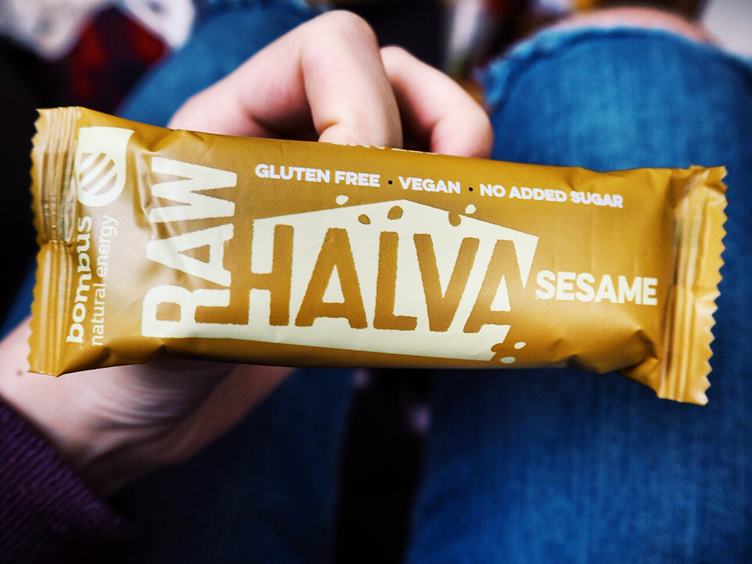 GLUTEN FREE · VEGAN · NO ADDED SUGAR
bombus
natural energy
RAW
HALVA
SESAME